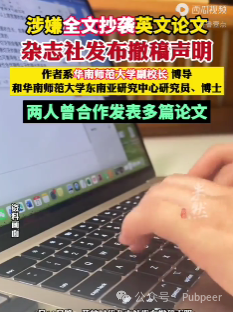 西瓜视频
涉嫌全文抄袭英文论文
杂志社发布撤稿声明
作者系华南师范大学副校长 博导
和华南师范大学东南亚研究中心研究员、博士
两人曾合作发表多篇论文
资料画面
公众号 · Pubpeer